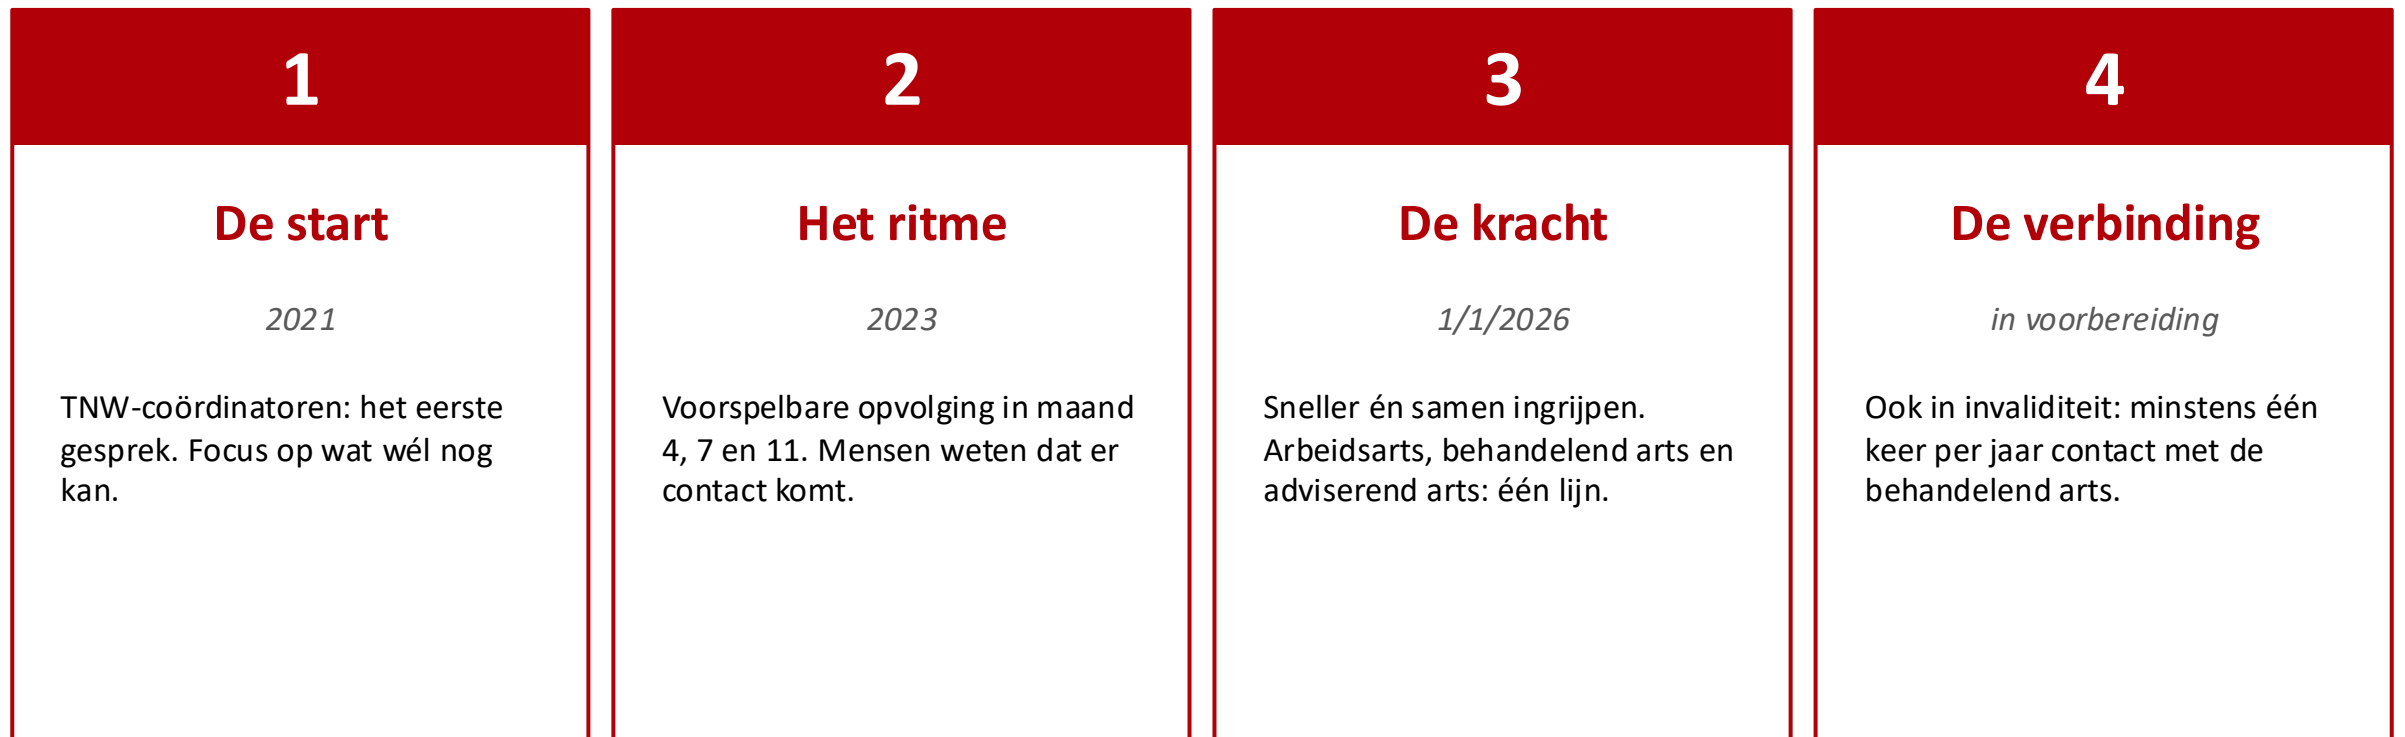 1
De start
2021
TNW-coördinatoren: het eerste
gesprek. Focus op wat wél nog
kan.
2
Het ritme
2023
Voorspelbare opvolging in maand
4, 7 en 11. Mensen weten dat er
contact komt.
3
De kracht
1/1/2026
Sneller én samen ingrijpen.
Arbeidsarts, behandelend arts en
adviserend arts: één lijn.
4
De verbinding
in voorbereiding
Ook in invaliditeit: minstens één
keer per jaar contact met de
behandelend arts.